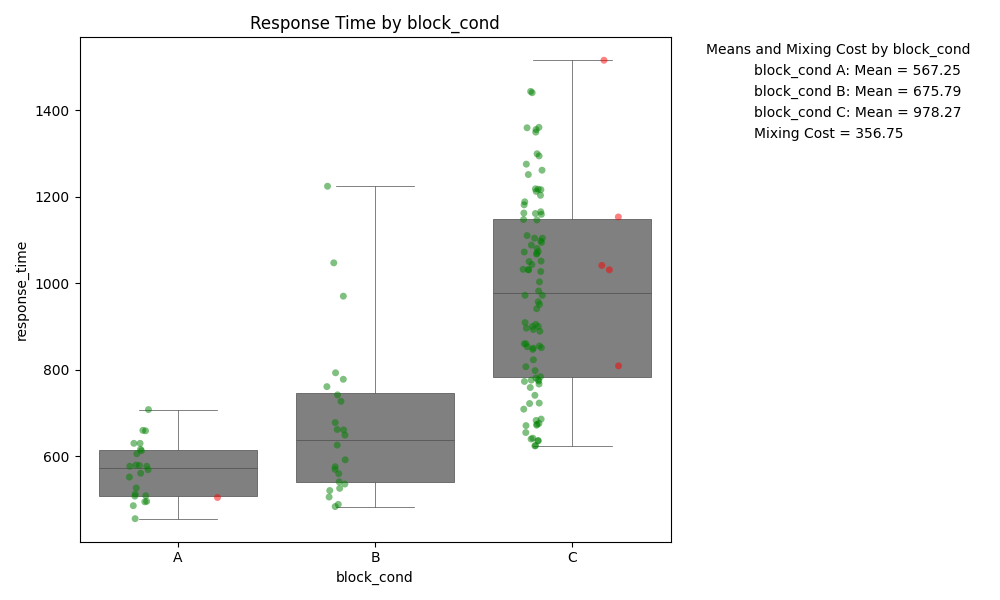 Response Time by block_cond
Means and Mixing Cost by block_cond
block_cond A: Mean = 567.25
block_cond B: Mean = 675.79
block_cond C: Mean = 978.27
Mixing Cost = 356.75
response_time
1400
1200
1000
800
600
A B C
block_cond